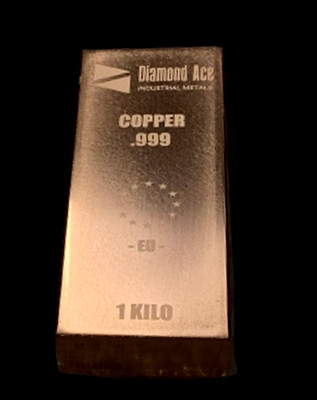 Diamond Ace
INDUSTRIAL METALS
COPPER
.999
- EU -
1 KILO